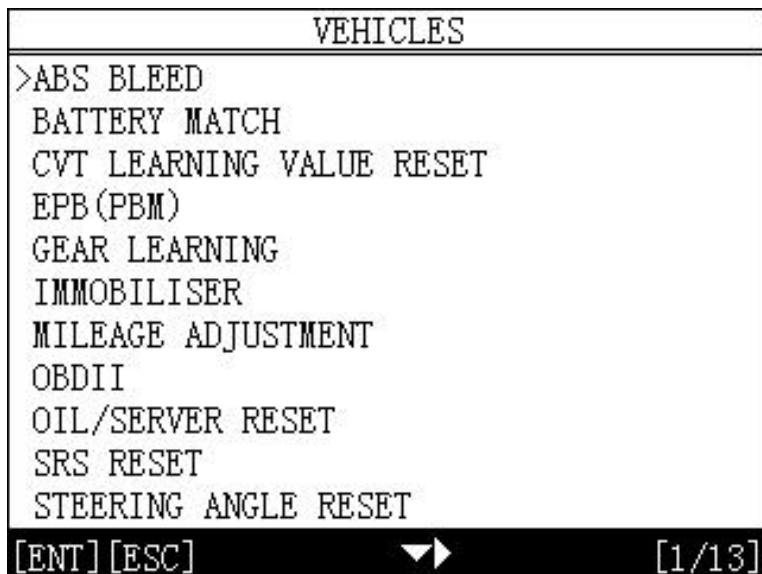 VEHICLES
>ABS BLEED
BATTERY MATCH
CVT LEARNING VALUE RESET
EPB(PBM)
GEAR LEARNING
IMMOBILISER
MILEAGE ADJUSTMENT
OBDII
OIL/SERVER RESET
SRS RESET
STEERING ANGLE RESET
[ENT][ESC] [1/13]